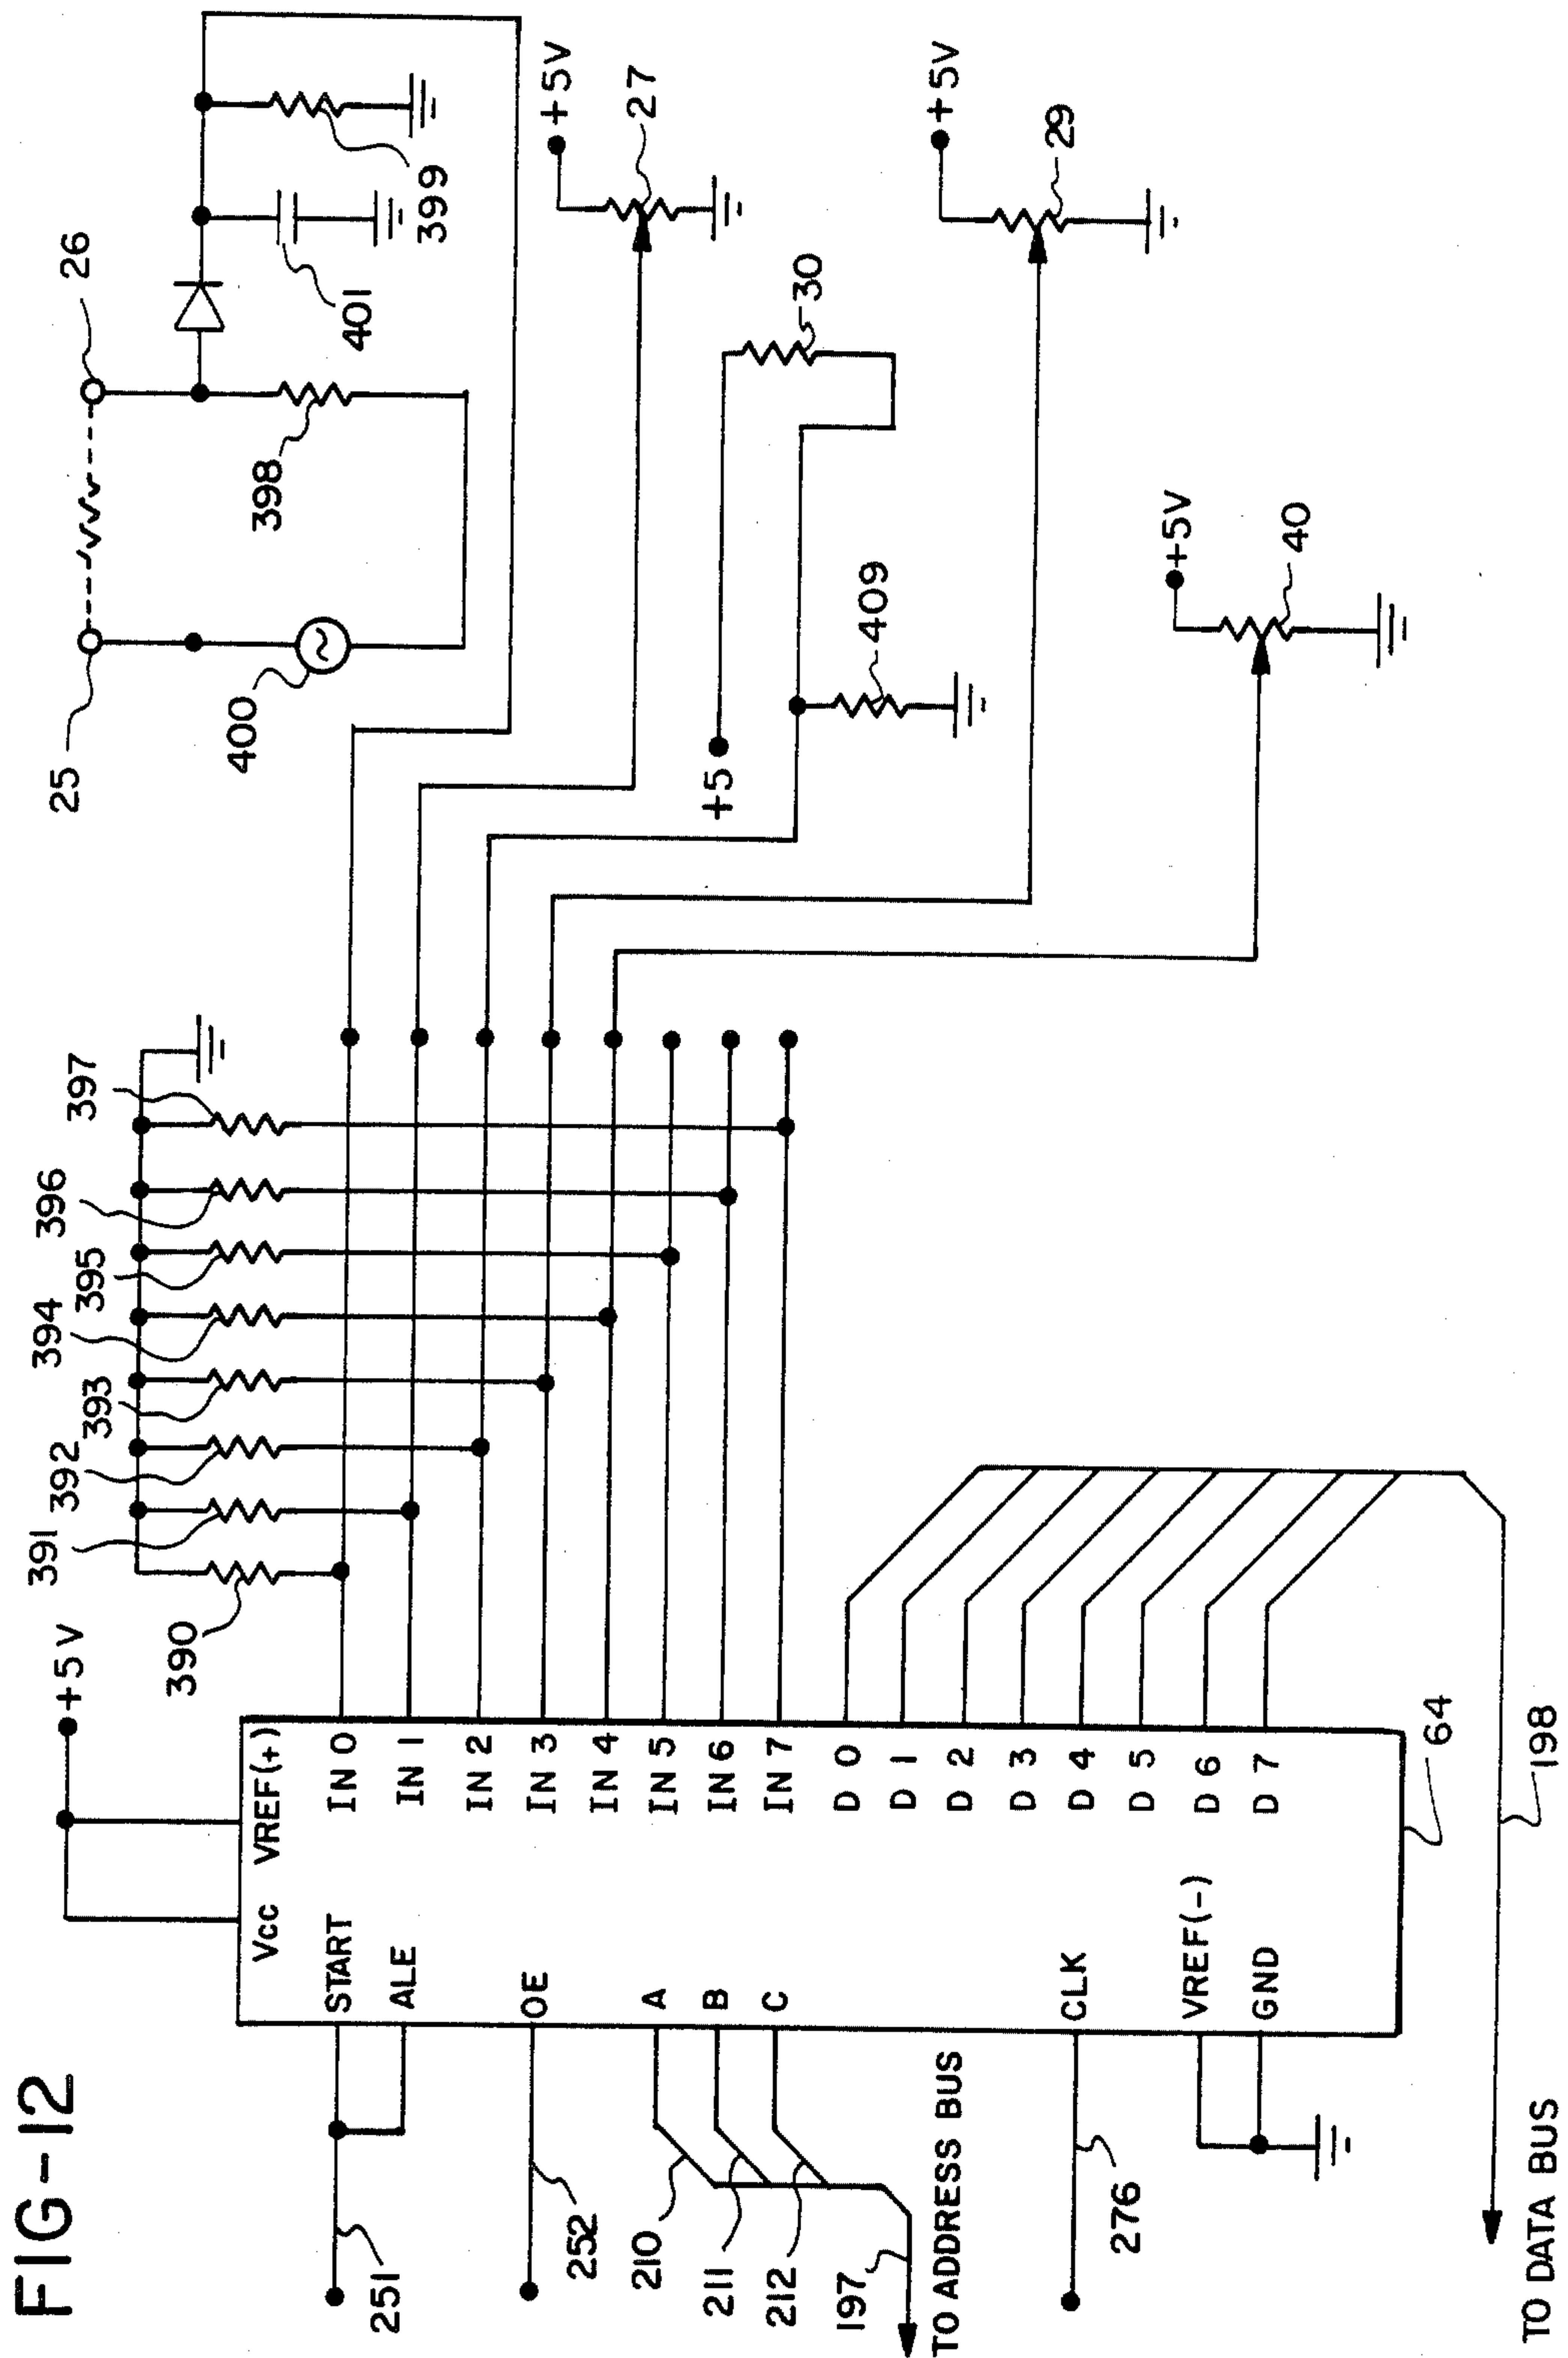 FIG-12
+5V
Vcc
VREF(+)
START
ALE
OE
A
B
C
CLK
VREF(-)
GND
IN 0
IN 1
IN 2
IN 3
IN 4
IN 5
IN 6
IN 7
D 0
D 1
D 2
D 3
D 4
D 5
D 6
D 7
251
252
210
211
212
197
TO ADDRESS BUS
276
64
198
TO DATA BUS
390
391
392
393
394
395
396
397
25
26
400
398
401
399
+5V
27
+5
30
409
+5V
29
+5V
40